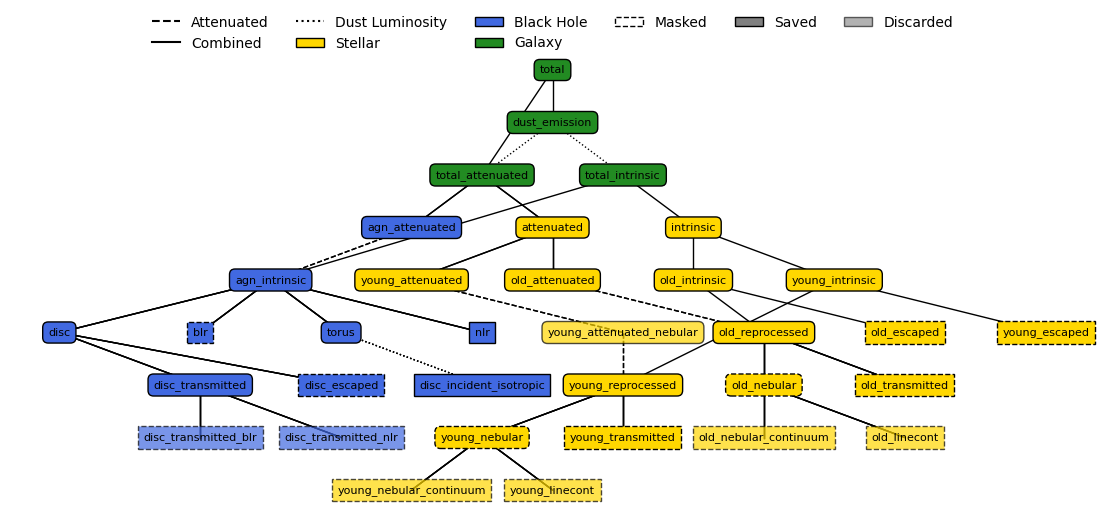 Attenuated Dust Luminosity Black Hole Masked Saved Discarded
Combined Stellar Galaxy
total
dust_emission
total_attenuated total_intrinsic
agn_attenuated attenuated intrinsic
agn_intrinsic young_attenuated old_attenuated old_intrinsic young_intrinsic
disc blr torus nlr young_attenuated_nebular old_reprocessed old_escaped young_escaped
disc_transmitted disc_escaped disc_incident_isotropic young_reprocessed old_nebular old_transmitted
disc_transmitted_blr disc_transmitted_nlr young_nebular young_transmitted old_nebular_continuum old_linecont
young_nebular_continuum young_linecont